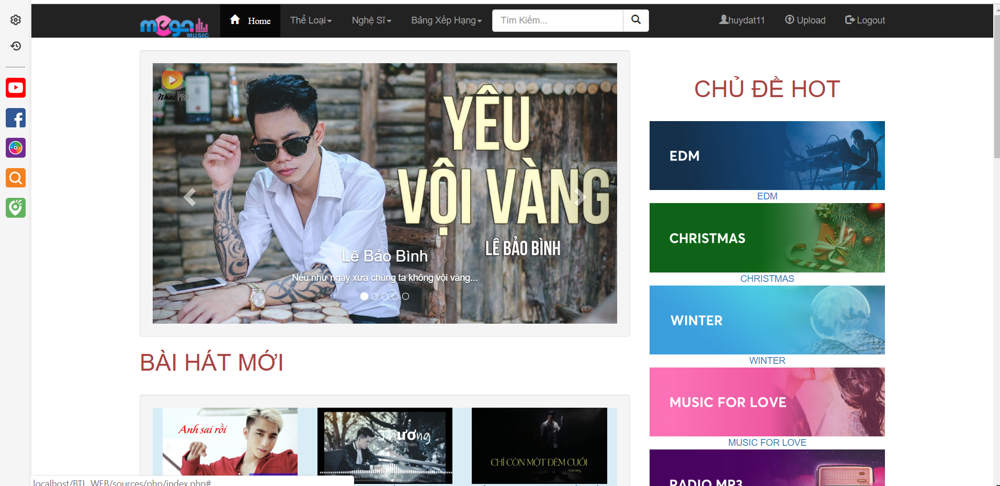 mega MUSIC
Home
Thể Loại
Nghệ Sĩ
Bảng Xếp Hạng
Tìm Kiếm...
huydat11
Upload
Logout
Nhac PRO
YÊU
VỘI VÀNG
LÊ BẢO BÌNH
Lê Bảo Bình
Nếu như ngày xưa chúng ta không vội vàng...
CHỦ ĐỀ HOT
EDM
EDM
CHRISTMAS
CHRISTMAS
WINTER
WINTER
MUSIC FOR LOVE
MUSIC FOR LOVE
RADIO MP3
BÀI HÁT MỚI
Anh sai rồi
Thương
Quốc Thiên
CHỈ CÒN MỘT ĐÊM CUỐI
localhost/BTL_WEB/sources/php/index.php#